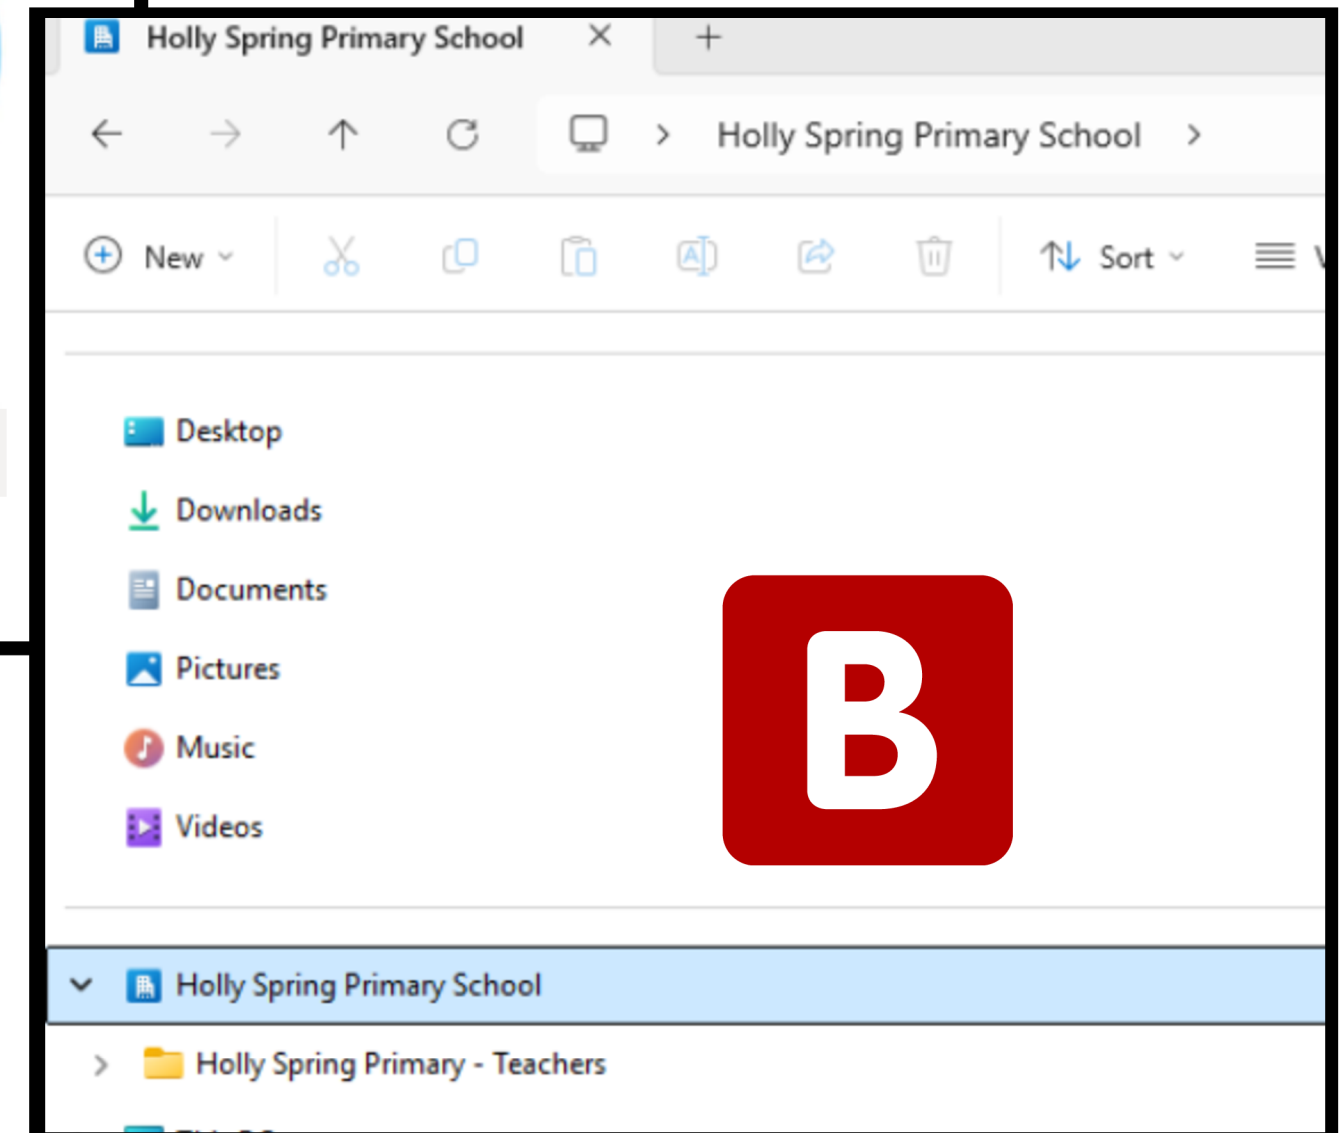 Holly Spring Primary School
Holly Spring Primary School
New
Sort
Desktop
Downloads
Documents
Pictures
Music
Videos
B
Holly Spring Primary School
Holly Spring Primary - Teachers